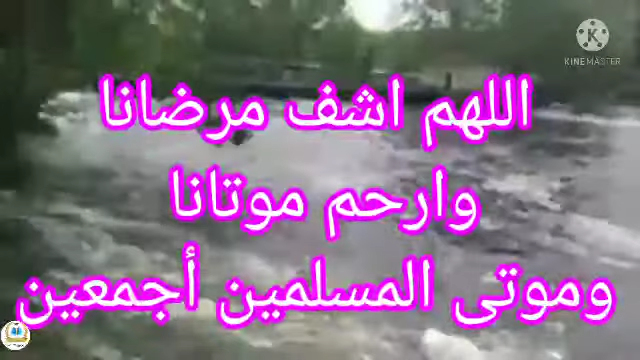 KINEMASTER
اللهم اشف مرضانا
وارحم موتانا
وموتى المسلمين أجمعين